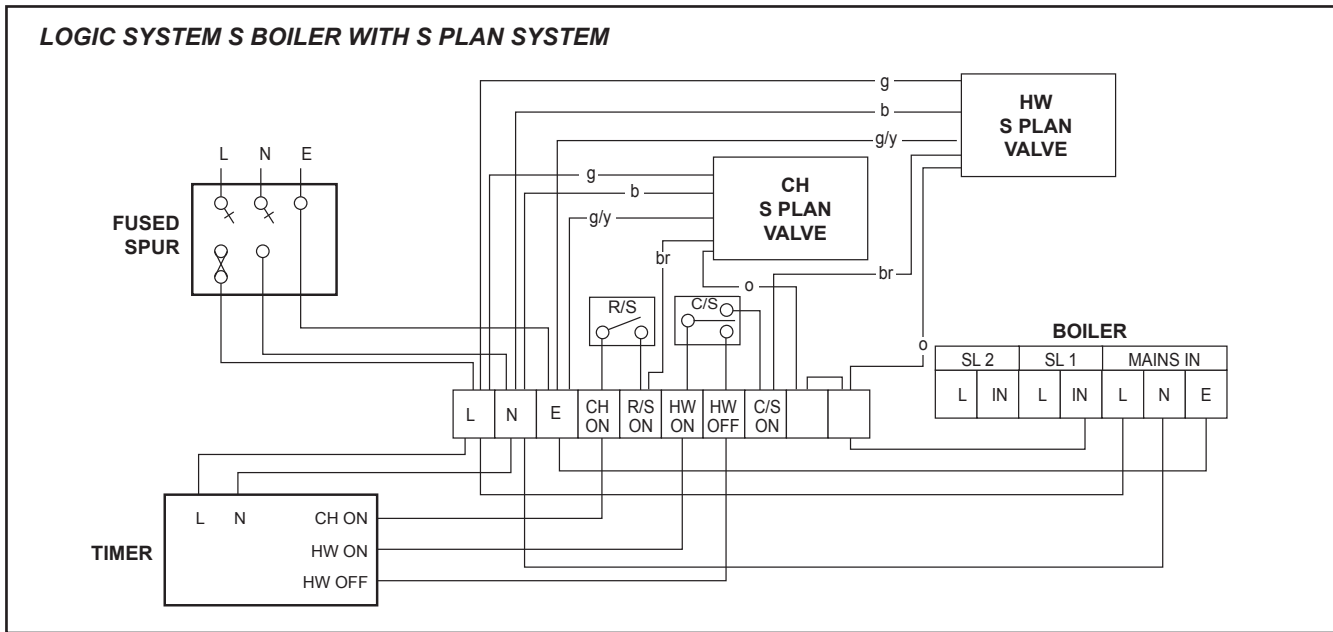 LOGIC SYSTEM S BOILER WITH S PLAN SYSTEM
g
HW
S PLAN
VALVE
b
g/y
L N E
g
CH
S PLAN
VALVE
b
FUSED
SPUR
g/y
br
br
o
R/S
C/S
BOILER
o
SL 2 SL 1 MAINS IN
L IN L IN L N E
L N E CH ON R/S ON HW ON HW OFF C/S ON
L N CH ON
TIMER
HW ON
HW OFF